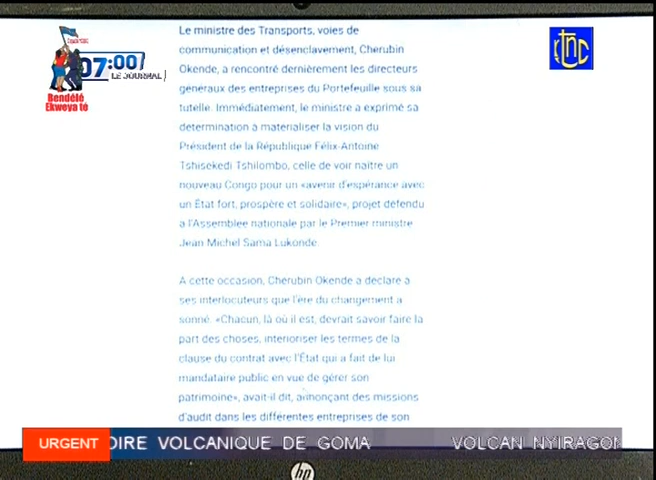 Le ministre des Transports, voies de
communication et désenclavement, Cherubin
Okende, a rencontré dernièrement les directeurs
généraux des entreprises du Portefeuille sous sa
tutelle. Immédiatement, le ministre a exprimé sa
détermination à matérialiser la vision du
Président de la République Félix-Antoine
Tshisekedi Tshilombo, celle de voir naître un
nouveau Congo pour un «avenir d'espérance avec
un État fort, prospère et solidaire», projet défendu
à l'Assemblée nationale par le Premier ministre
Jean Michel Sama Lukonde.
A cette occasion, Cherubin Okende a déclaré à
ses interlocuteurs que l'ère du changement a
sonné. «Chacun, là où il est, devrait savoir faire la
part des choses, intérioriser les termes de la
clause du contrat avec l'État qui a fait de lui
mandataire public en vue de gérer son
patrimoine», avait-il dit, annonçant des missions
d'audit dans les différentes entreprises de son
07:00
LE JOURNAL
Bendélé
Ekweya té
rtnc
URGENT
OIRE VOLCANIQUE DE GOMA VOLCAN NYIRAGON
hp